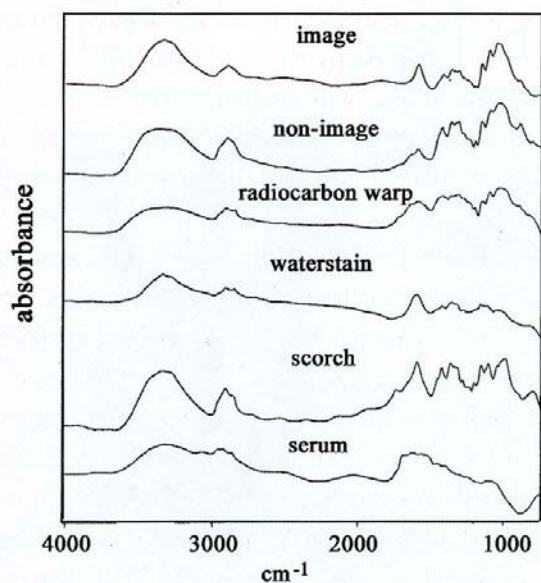 image
non-image
radiocarbon warp
waterstain
scorch
serum
absorbance
4000 3000 2000 1000
cm-1